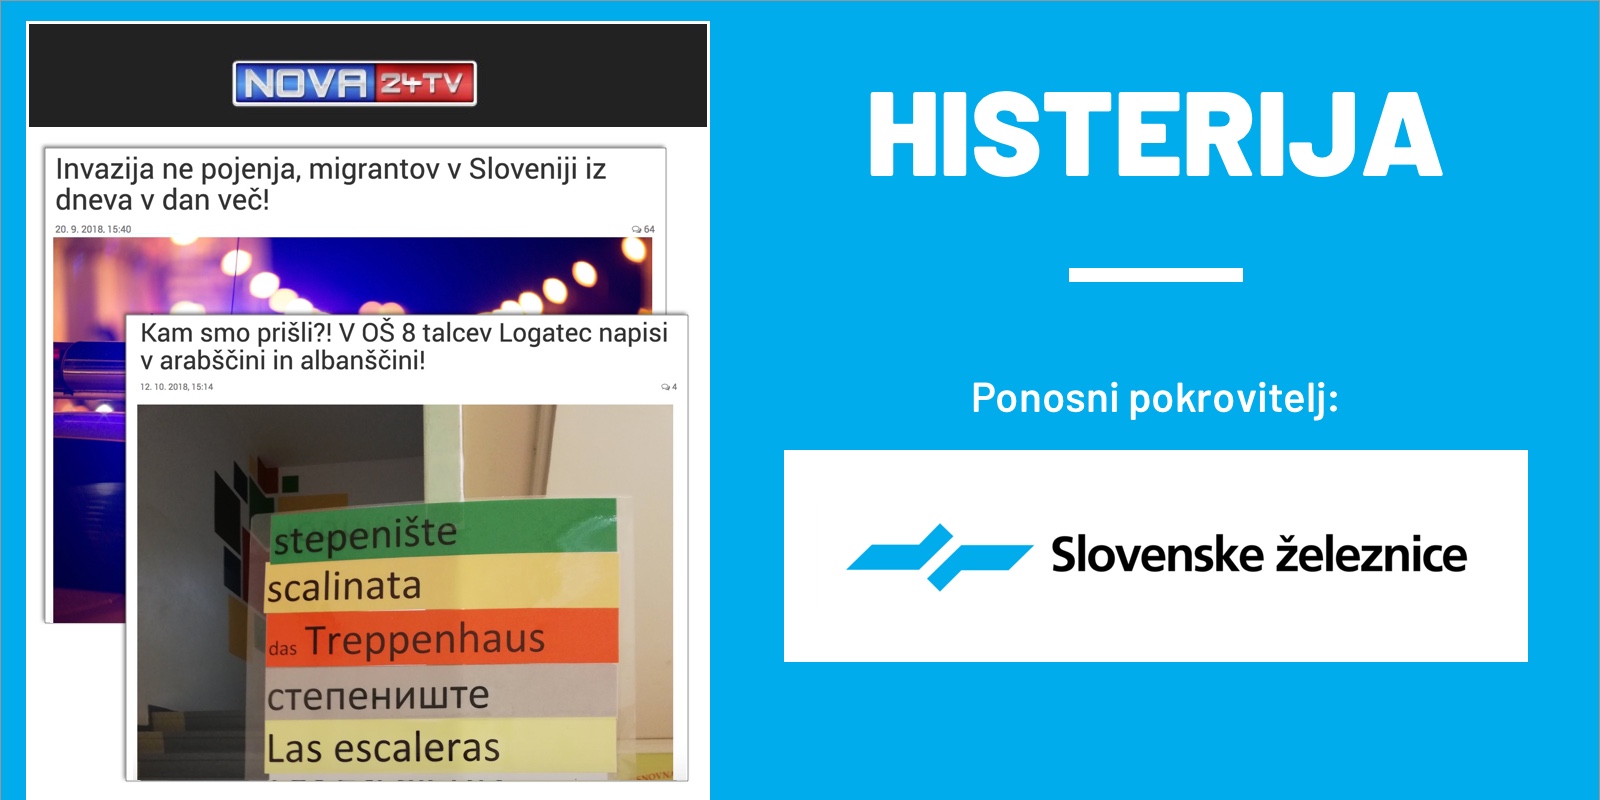 NOVA 24TV
Invazija ne pojenja, migrantov v Sloveniji iz
dneva v dan več!
20. 9. 2018, 15:40
64
Kam smo prišli?! V OŠ 8 talcev Logatec napisi
v arabščini in albanščini!
12. 10. 2018, 15:14
4
stepenište
scalinata
das Treppenhaus
степениште
Las escaleras
HISTERIJA
Ponosni pokrovitelj:
Slovenske železnice